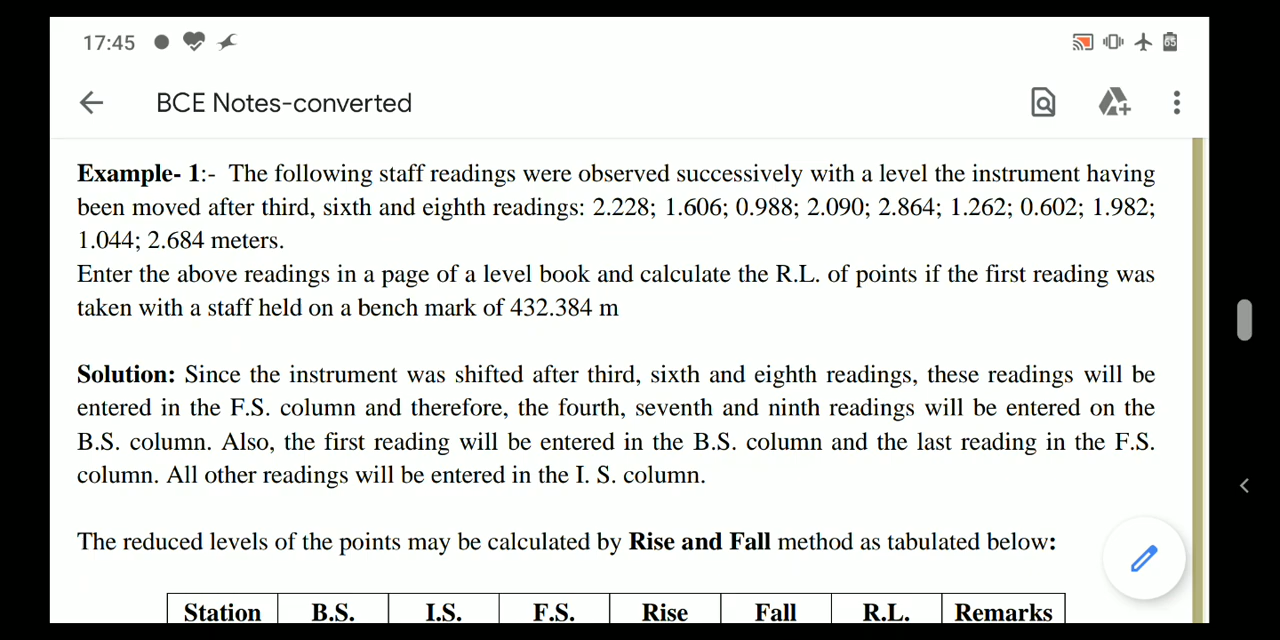 17:45
65
BCE Notes-converted
Example- 1:- The following staff readings were observed successively with a level the instrument having
been moved after third, sixth and eighth readings: 2.228; 1.606; 0.988; 2.090; 2.864; 1.262; 0.602; 1.982;
1.044; 2.684 meters.
Enter the above readings in a page of a level book and calculate the R.L. of points if the first reading was
taken with a staff held on a bench mark of 432.384 m
Solution: Since the instrument was shifted after third, sixth and eighth readings, these readings will be
entered in the F.S. column and therefore, the fourth, seventh and ninth readings will be entered on the
B.S. column. Also, the first reading will be entered in the B.S. column and the last reading in the F.S.
column. All other readings will be entered in the I. S. column.
The reduced levels of the points may be calculated by Rise and Fall method as tabulated below:
Station B.S. I.S. F.S. Rise Fall R.L. Remarks